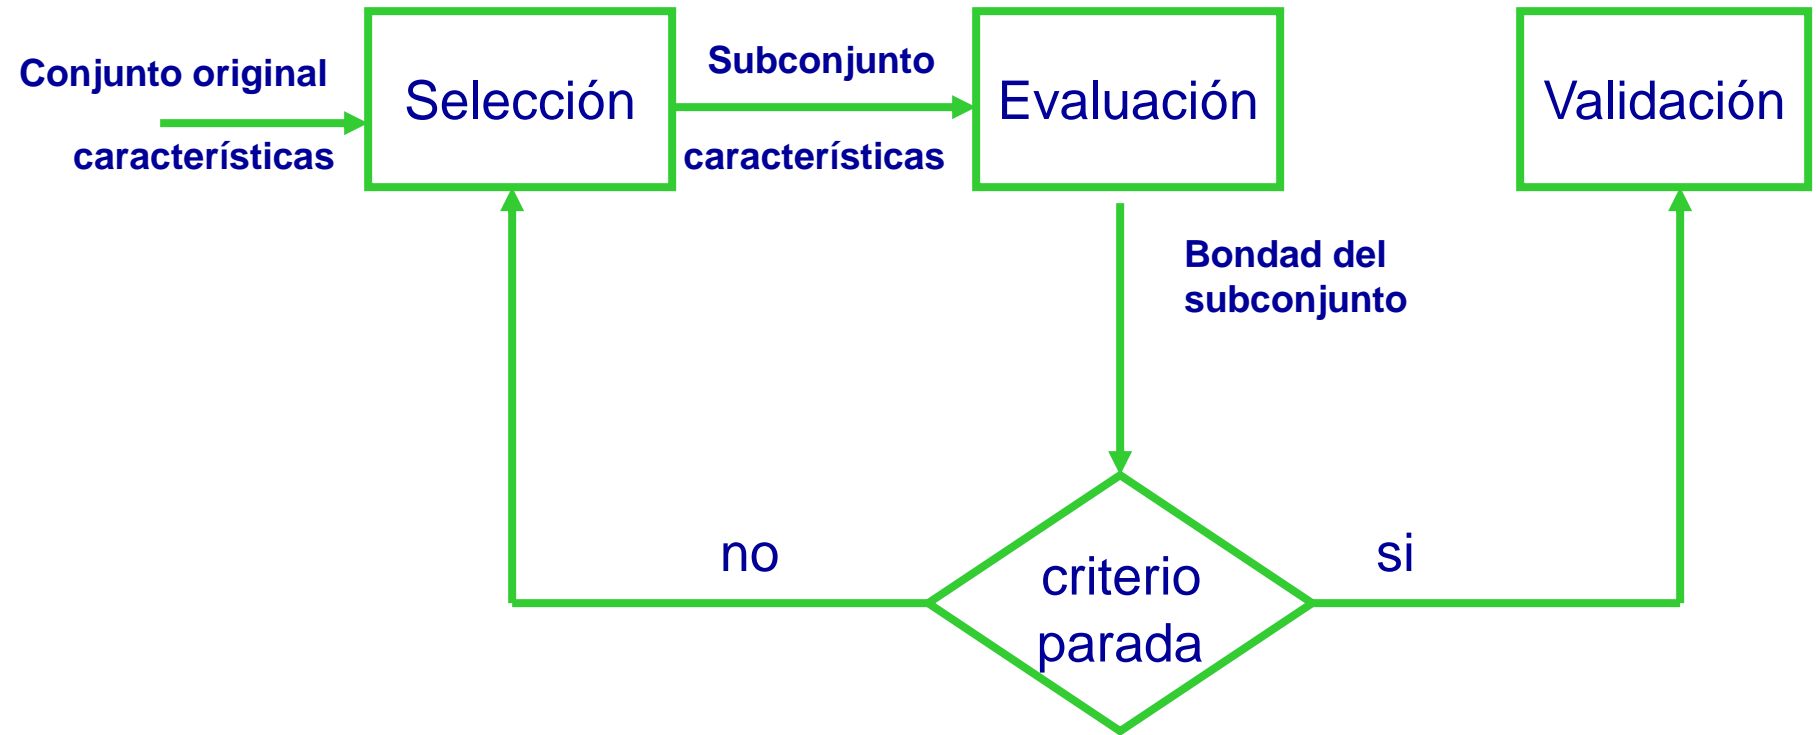 Conjunto original
características
Selección
Subconjunto
características
Evaluación
Validación
Bondad del
subconjunto
no
criterio
parada
si